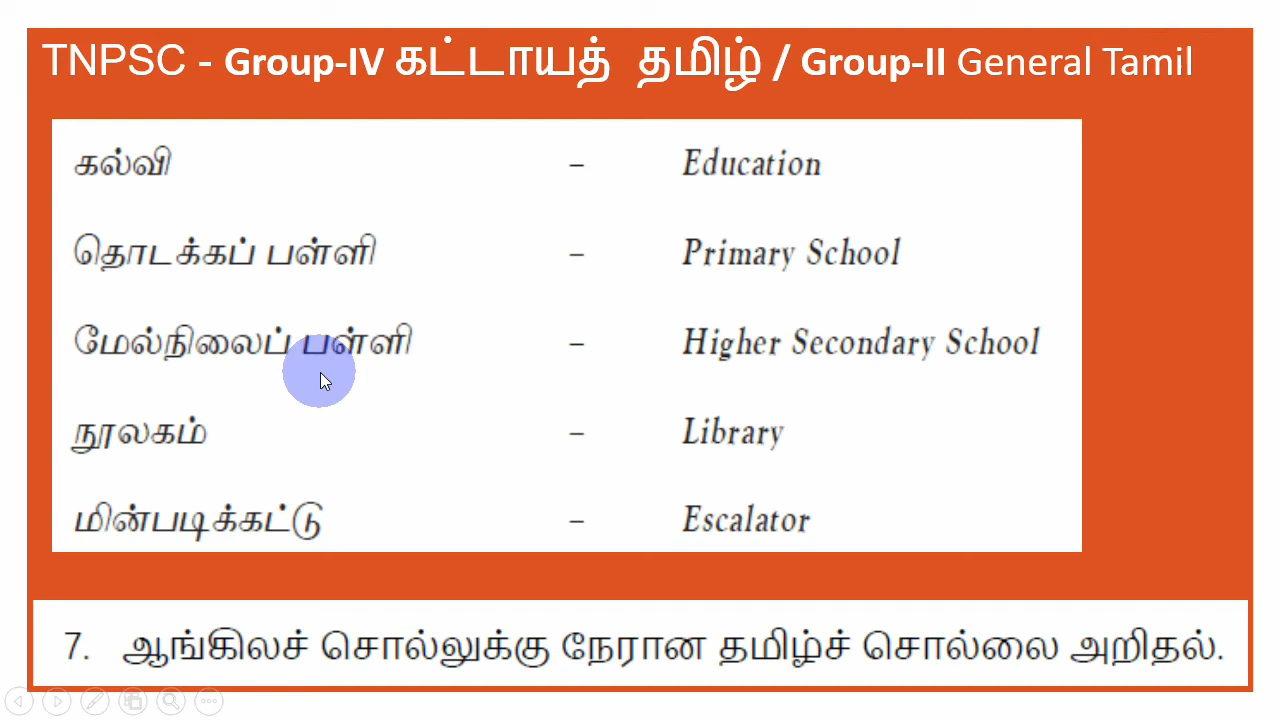 TNPSC - Group-IV கட்டாயத் தமிழ் / Group-II General Tamil
கல்வி – Education
தொடக்கப் பள்ளி – Primary School
மேல்நிலைப் பள்ளி – Higher Secondary School
நூலகம் – Library
மின்படிக்கட்டு – Escalator
7. ஆங்கிலச் சொல்லுக்கு நேரான தமிழ்ச் சொல்லை அறிதல்.